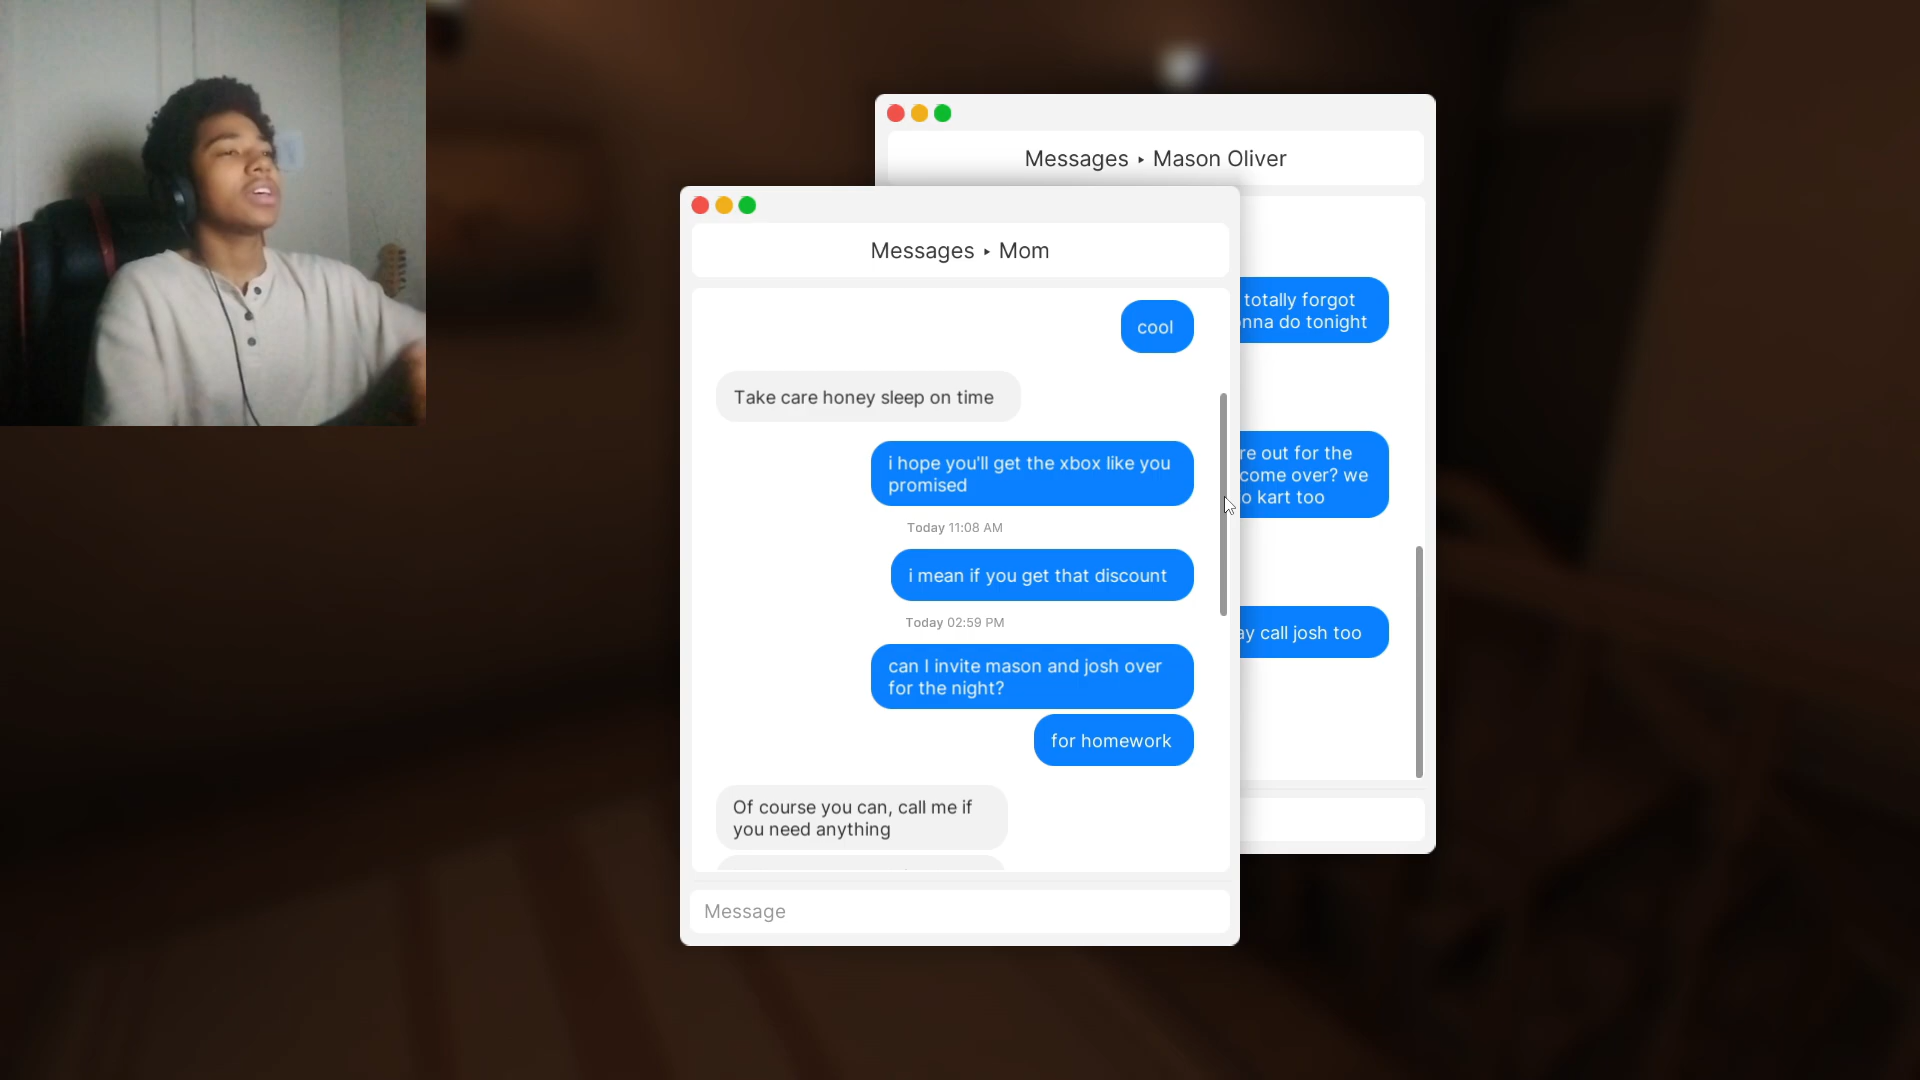 Messages ‣ Mason Oliver
totally forgot
do tonight
out for the
come over? we
kart too
call josh too
Messages ‣ Mom
cool
Take care honey sleep on time
i hope you'll get the xbox like you
promised
Today 11:08 AM
i mean if you get that discount
Today 02:59 PM
can I invite mason and josh over
for the night?
for homework
Of course you can, call me if
you need anything
Message